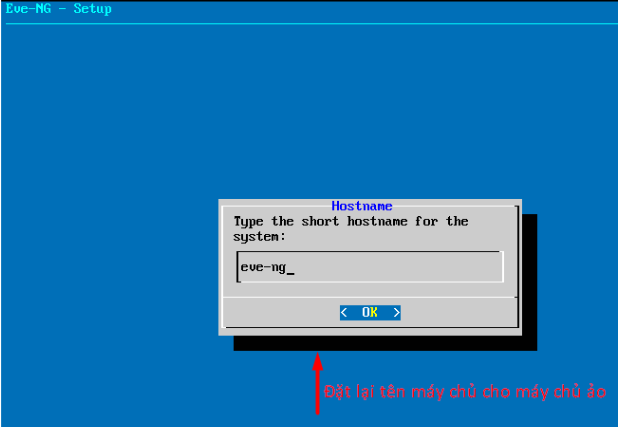 Eve-NG - Setup
Hostname
Type the short hostname for the
system:
eve-ng_
< OK >
Đặt lại tên máy chủ cho máy chủ ảo